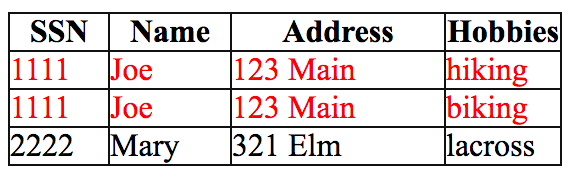 SSN Name Address Hobbies
1111 Joe 123 Main hiking
1111 Joe 123 Main biking
2222 Mary 321 Elm lacross